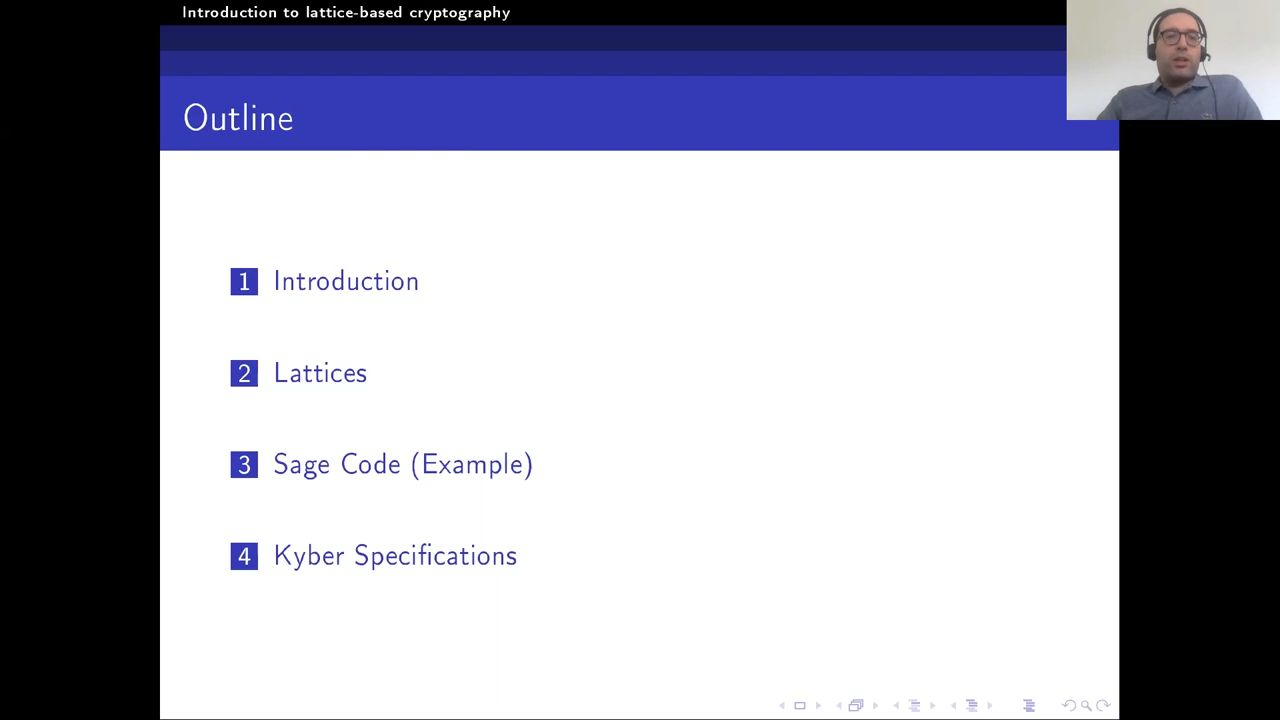 Introduction to lattice-based cryptography
Outline
1 Introduction
2 Lattices
3 Sage Code (Example)
4 Kyber Specifications